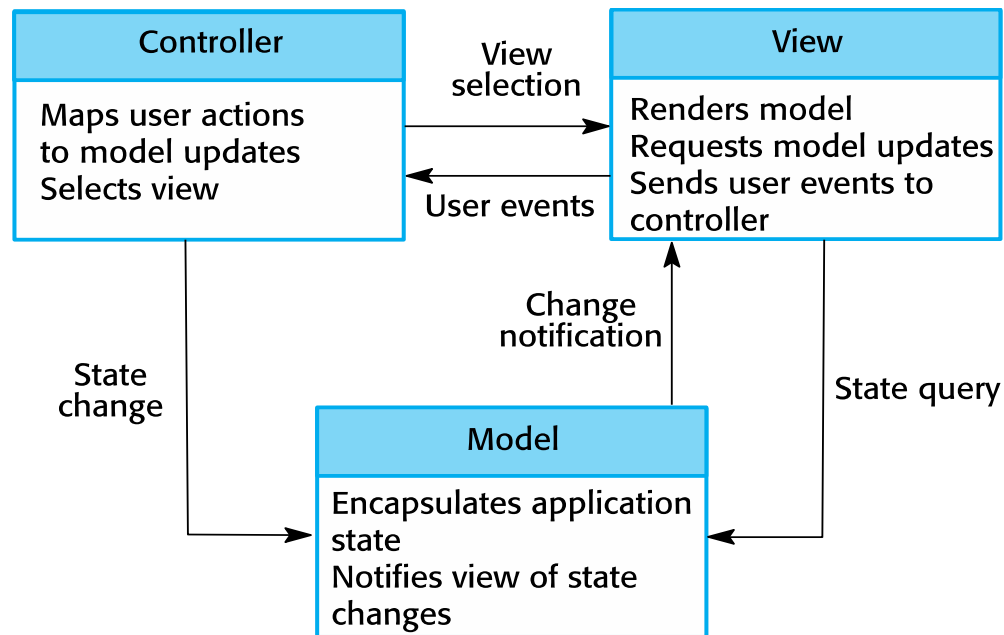 Controller
Maps user actions
to model updates
Selects view
View
selection
User events
View
Renders model
Requests model updates
Sends user events to
controller
State
change
Change
notification
State query
Model
Encapsulates application
state
Notifies view of state
changes